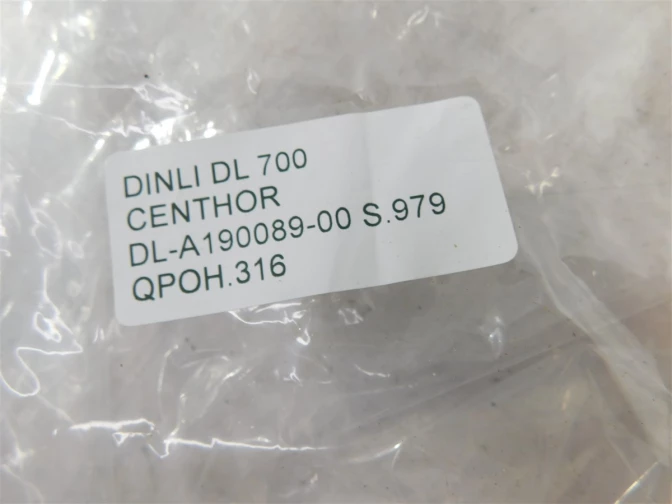 DINLI DL 700
CENTHOR
DL-A190089-00 S.979
QPOH.316